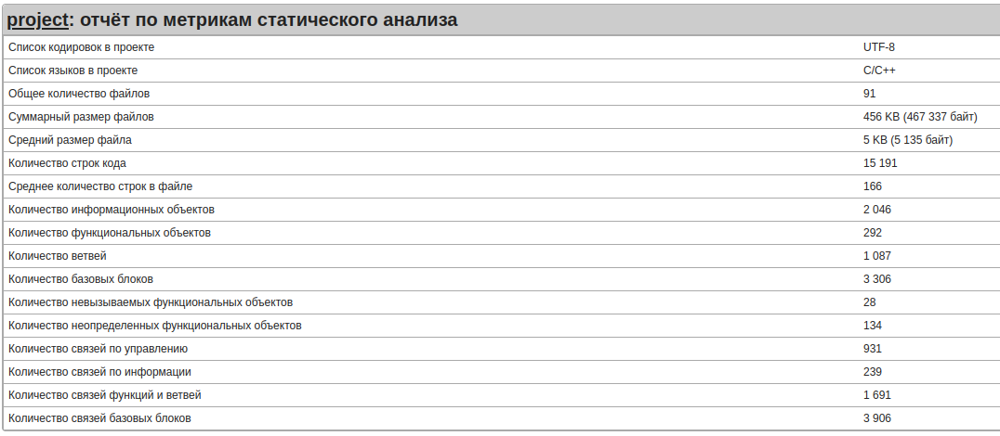 project: отчёт по метрикам статического анализа
Список кодировок в проекте UTF-8
Список языков в проекте C/C++
Общее количество файлов 91
Суммарный размер файлов 456 KB (467 337 байт)
Средний размер файла 5 KB (5 135 байт)
Количество строк кода 15 191
Среднее количество строк в файле 166
Количество информационных объектов 2 046
Количество функциональных объектов 292
Количество ветвей 1 087
Количество базовых блоков 3 306
Количество невызываемых функциональных объектов 28
Количество неопределенных функциональных объектов 134
Количество связей по управлению 931
Количество связей по информации 239
Количество связей функций и ветвей 1 691
Количество связей базовых блоков 3 906